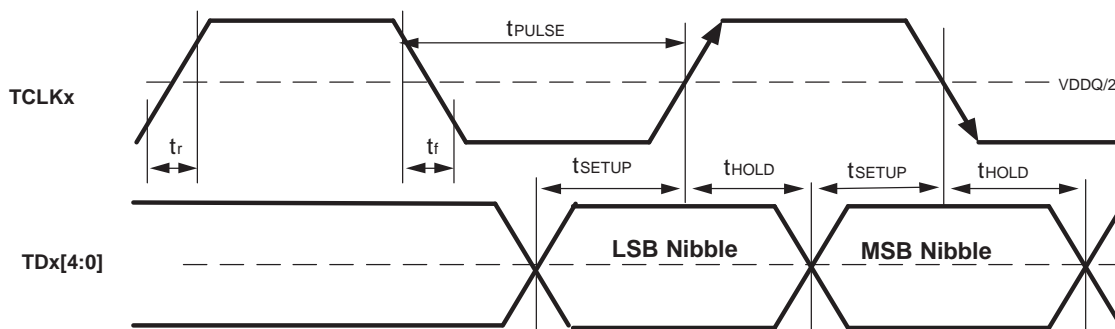 tPULSE
TCLKx
VDDQ/2
tr
tf
tSETUP
tHOLD
tSETUP
tHOLD
TDx[4:0]
LSB Nibble
MSB Nibble